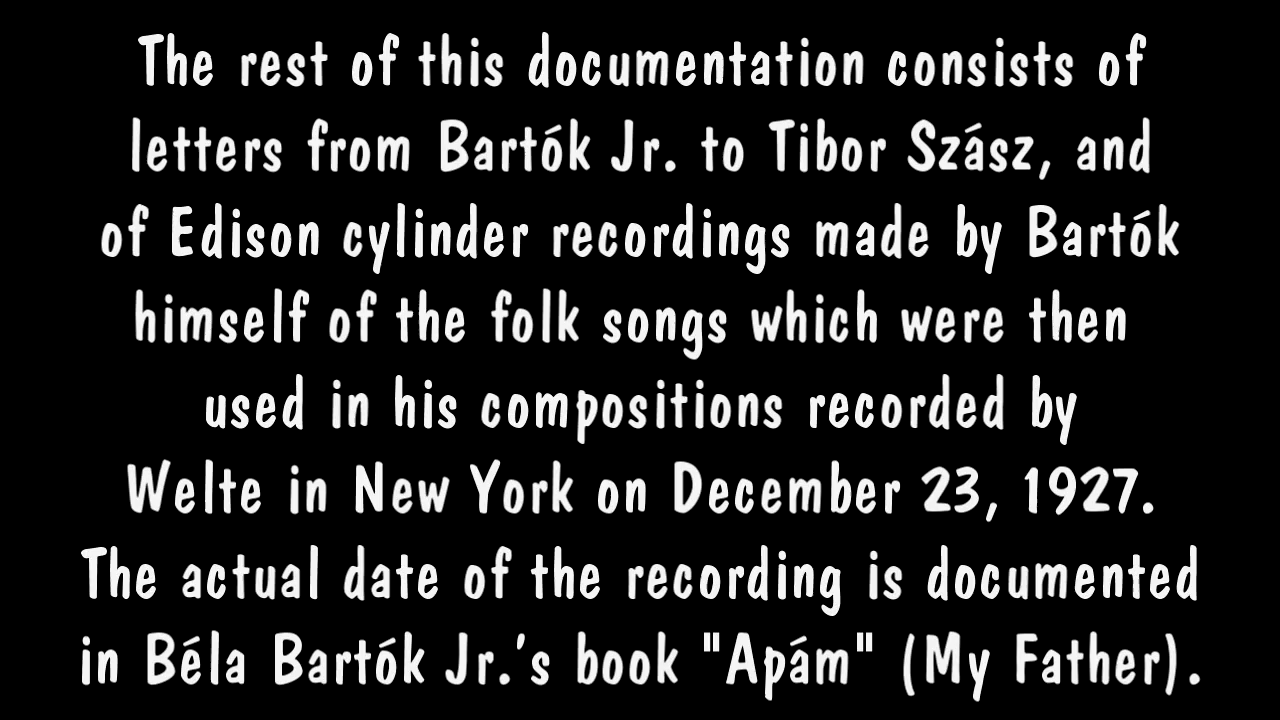 The rest of this documentation consists of
letters from Bartók Jr. to Tibor Szász, and
of Edison cylinder recordings made by Bartók
himself of the folk songs which were then
used in his compositions recorded by
Welte in New York on December 23, 1927.
The actual date of the recording is documented
in Béla Bartók Jr.'s book "Apám" (My Father).